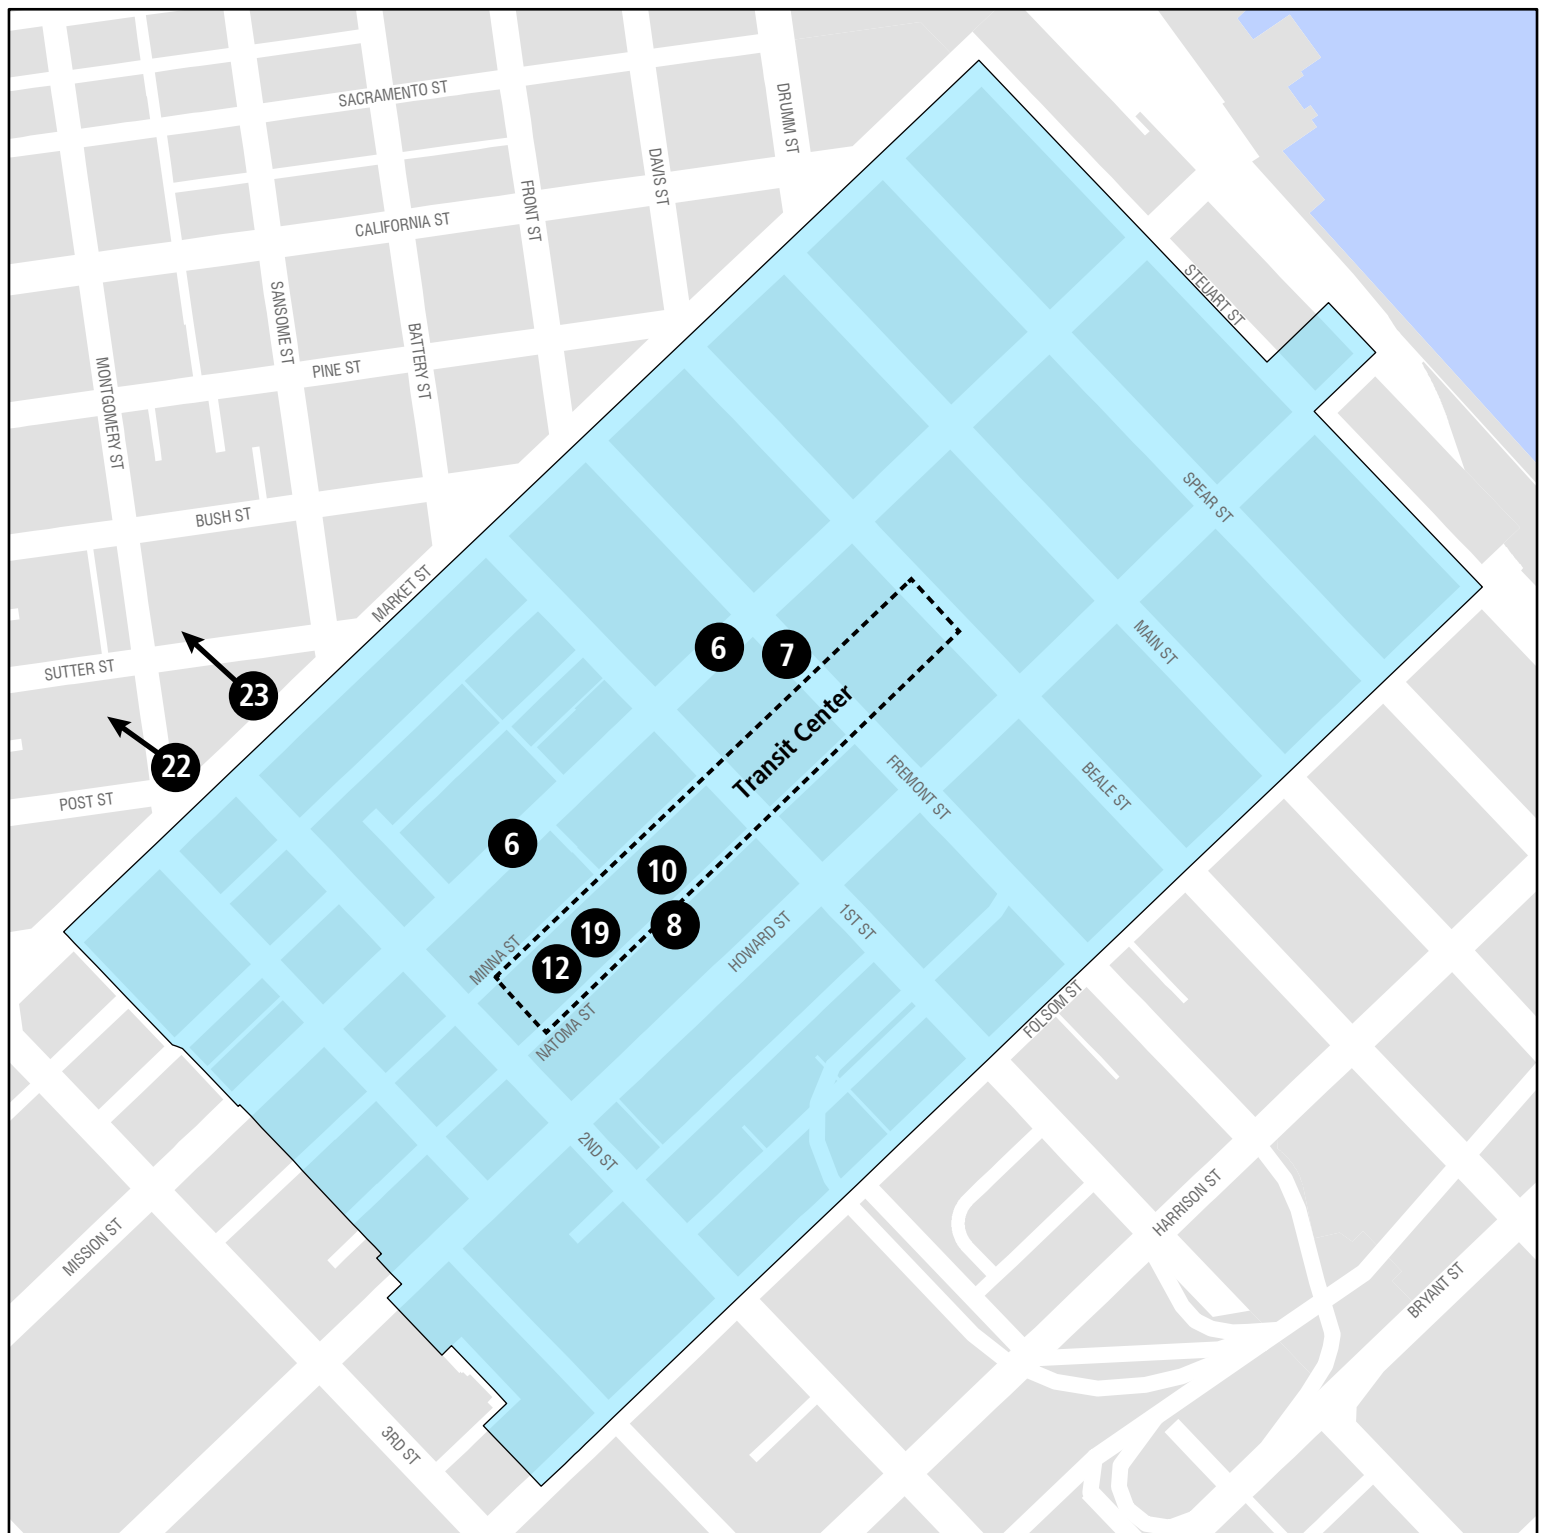 SACRAMENTO ST
DRUMM ST
DAVIS ST
FRONT ST
CALIFORNIA ST
STEUART ST
SANSOME ST
BATTERY ST
PINE ST
MONTGOMERY ST
BUSH ST
SPEAR ST
MARKET ST
MAIN ST
SUTTER ST
6
7
23
Transit Center
22
POST ST
FREMONT ST
BEALE ST
6
10
8
19
12
MINNA ST
1ST ST
HOWARD ST
NATOMA ST
FOLSOM ST
2ND ST
MISSION ST
HARRISON ST
BRYANT ST
3RD ST